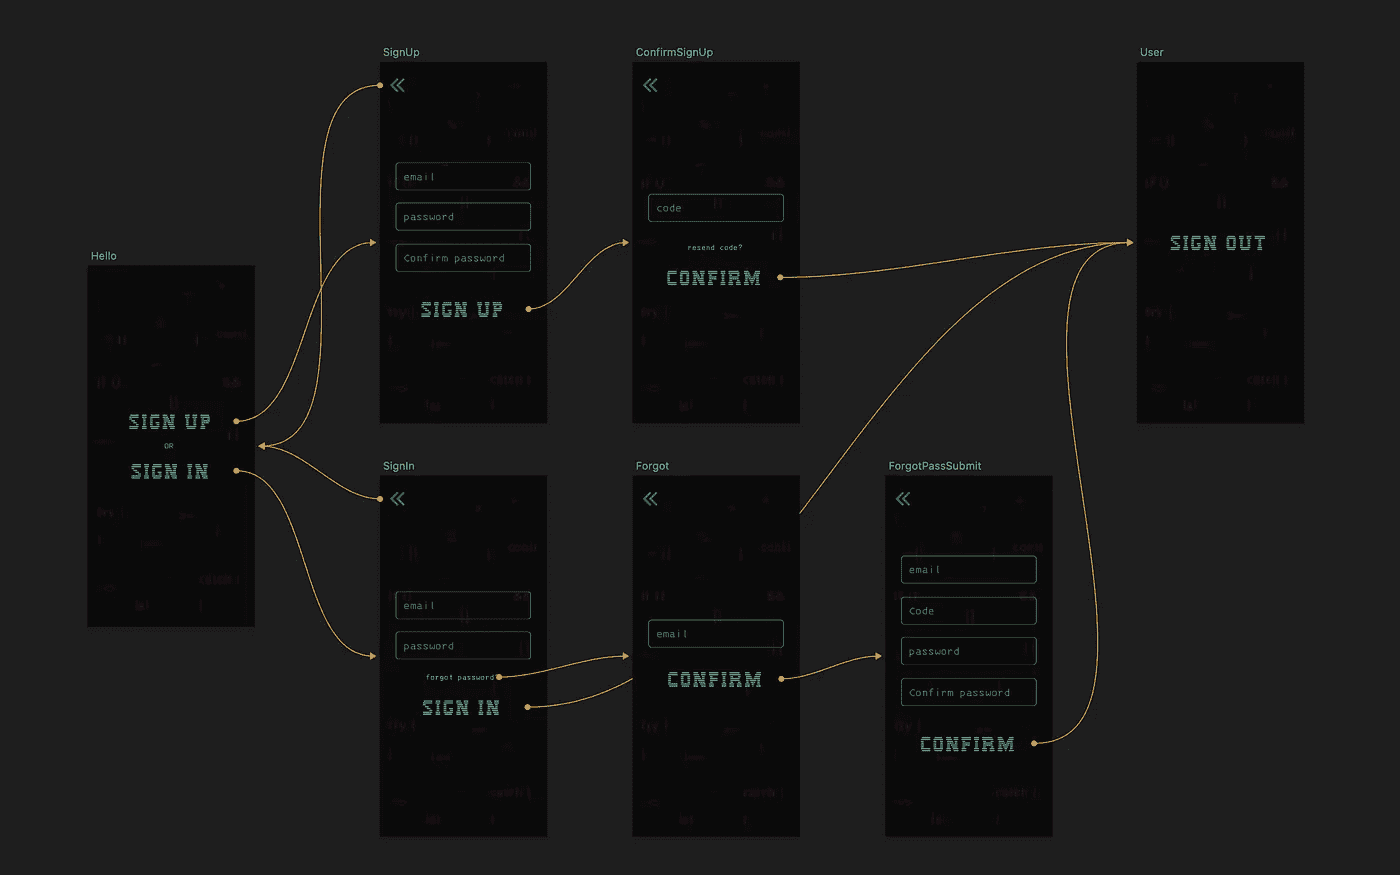 Hello
SIGN UP
OR
SIGN IN
SignUp
email
password
Confirm password
SIGN UP
ConfirmSignUp
code
resend code?
CONFIRM
User
SIGN OUT
SignIn
email
password
forgot password
SIGN IN
Forgot
email
CONFIRM
ForgotPassSubmit
email
Code
password
Confirm password
CONFIRM